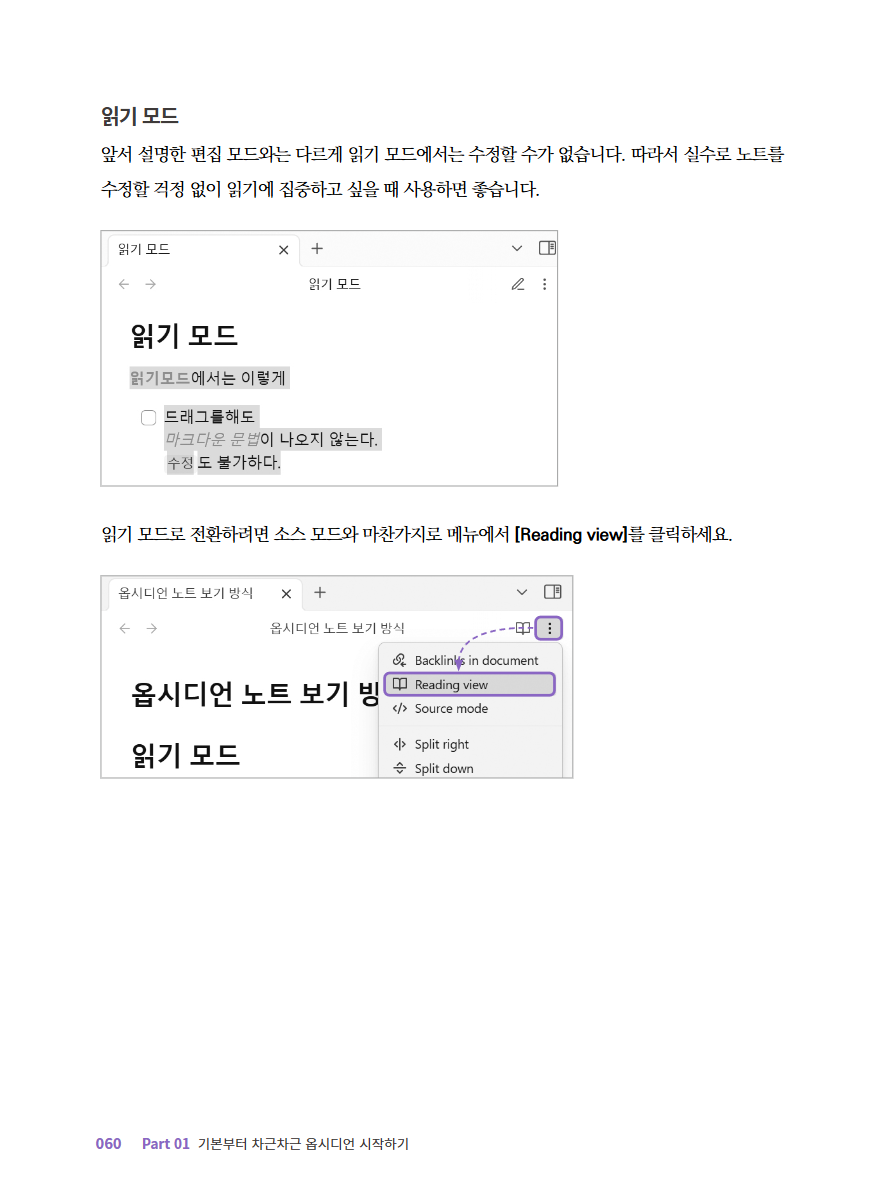 읽기 모드
앞서 설명한 편집 모드와는 다르게 읽기 모드에서는 수정할 수가 없습니다. 따라서 실수로 노트를
수정할 걱정 없이 읽기에 집중하고 싶을 때 사용하면 좋습니다.
읽기 모드
읽기 모드
읽기 모드
읽기모드에서는 이렇게
드래그를해도
마크다운 문법이 나오지 않는다.
수정 도 불가하다.
읽기 모드로 전환하려면 소스 모드와 마찬가지로 메뉴에서 [Reading view]를 클릭하세요.
옵시디언 노트 보기 방식
옵시디언 노트 보기 방식
Backlinks in document
옵시디언 노트 보기 방
Reading view
Source mode
읽기 모드
Split right
Split down
060 Part 01 기본부터 차근차근 옵시디언 시작하기